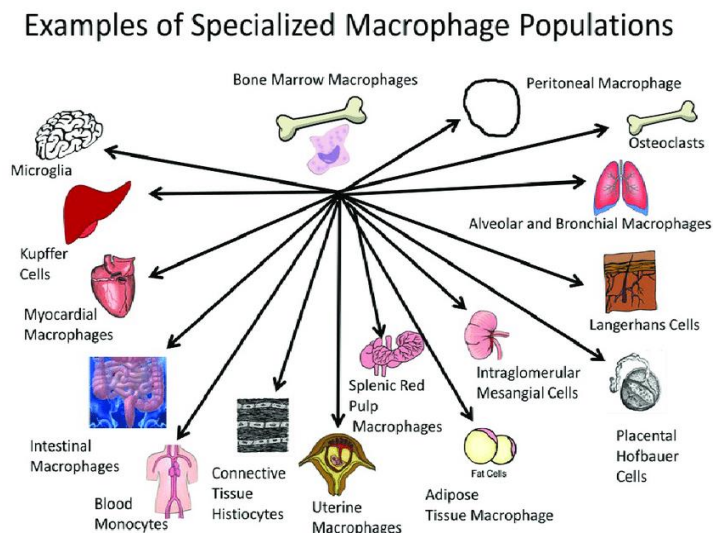 Examples of Specialized Macrophage Populations
Bone Marrow Macrophages
Peritoneal Macrophage
Osteoclasts
Microglia
Alveolar and Bronchial Macrophages
Kupffer
Cells
Myocardial
Macrophages
Langerhans Cells
Splenic Red
Pulp
Macrophages
Intraglomerular
Mesangial Cells
Intestinal
Macrophages
Placental
Hofbauer
Cells
Blood
Monocytes
Connective
Tissue
Histiocytes
Uterine
Macrophages
Fat Cells
Adipose
Tissue Macrophage